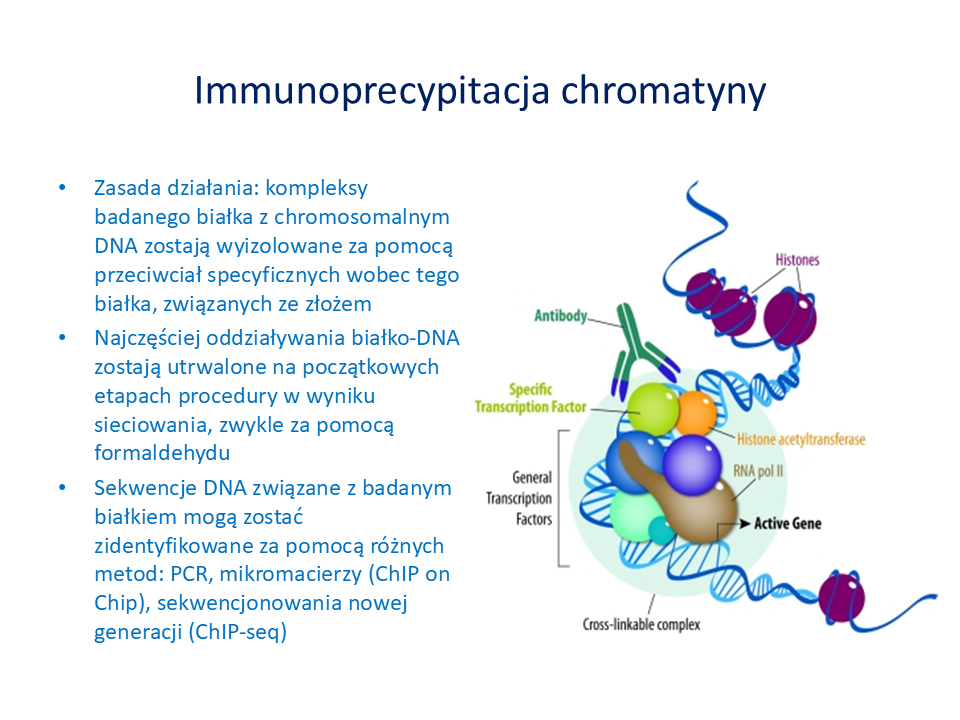 Immunoprecypitacja chromatyny
• Zasada działania: kompleksy
badanego białka z chromosomalnym
DNA zostają wyizolowane za pomocą
przeciwciał specyficznych wobec tego
białka, związanych ze złożem
• Najczęściej oddziaływania białko-DNA
zostają utrwalone na początkowych
etapach procedury w wyniku
sieciowania, zwykle za pomocą
formaldehydu
• Sekwencje DNA związane z badanym
białkiem mogą zostać
zidentyfikowane za pomocą różnych
metod: PCR, mikromacierzy (ChIP on
Chip), sekwencjonowania nowej
generacji (ChIP-seq)
Histones
Antibody
Specific
Transcription Factor
Histone acetyltransferase
RNA pol II
General
Transcription
Factors
Active Gene
Cross-linkable complex